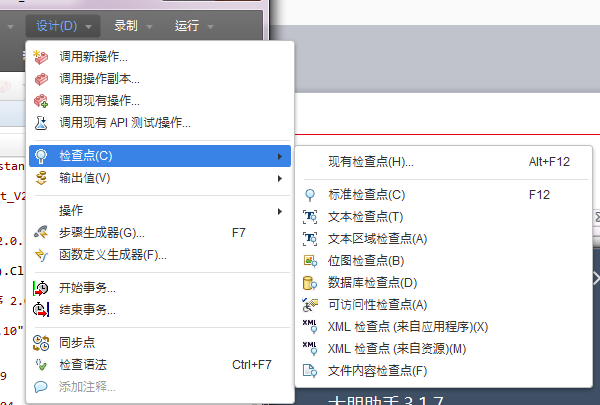 设计(D) 录制 运行
调用新操作...
调用操作副本...
调用现有操作...
调用现有 API 测试/操作...
检查点(C)
输出值(V)
操作
步骤生成器(G)... F7
函数定义生成器(F)...
开始事务...
结束事务...
同步点
检查语法 Ctrl+F7
添加注释...
现有检查点(H)... Alt+F12
标准检查点(C) F12
文本检查点(T)
文本区域检查点(A)
位图检查点(B)
数据库检查点(D)
可访问性检查点(A)
XML 检查点 (来自应用程序)(X)
XML 检查点 (来自资源)(M)
文件内容检查点(F)
stan
t_V2
2.0.
).Cl
2.
.10"
9